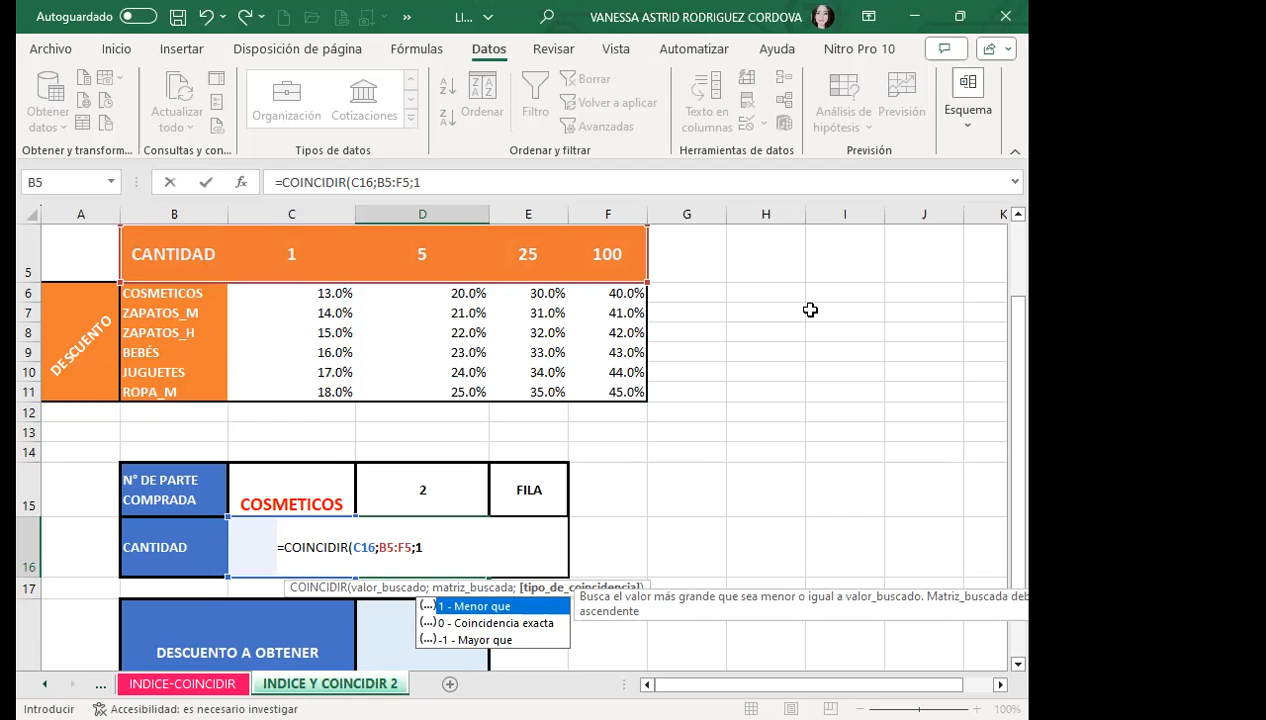 Autoguardado LI... VANESSA ASTRID RODRIGUEZ CORDOVA
Archivo Inicio Insertar Disposición de página Fórmulas Datos Revisar Vista Automatizar Ayuda Nitro Pro 10
Obtener datos Actualizar todo Organización Cotizaciones Ordenar Filtro Borrar Volver a aplicar Avanzadas Texto en columnas Análisis de hipótesis Previsión Esquema
Obtener y transform... Consultas y con... Tipos de datos Ordenar y filtrar Herramientas de datos Previsión
B5 fx =COINCIDIR(C16;B5:F5;1
A B C D E F G H I J K
5 CANTIDAD 1 5 25 100
DESCUENTO
6 COSMETICOS 13.0% 20.0% 30.0% 40.0%
7 ZAPATOS_M 14.0% 21.0% 31.0% 41.0%
8 ZAPATOS_H 15.0% 22.0% 32.0% 42.0%
9 BEBÉS 16.0% 23.0% 33.0% 43.0%
10 JUGUETES 17.0% 24.0% 34.0% 44.0%
11 ROPA_M 18.0% 25.0% 35.0% 45.0%
12
13
14
15 N° DE PARTE COMPRADA COSMETICOS 2 FILA
16 CANTIDAD =COINCIDIR(C16;B5:F5;1
17 COINCIDIR(valor_buscado; matriz_buscada; [tipo_de_coincidencia])
(...) 1 - Menor que
(...) 0 - Coincidencia exacta
(...) -1 - Mayor que
Busca el valor más grande que sea menor o igual a valor_buscado. Matriz_buscada deb
ascendente
DESCUENTO A OBTENER
... INDICE-COINCIDIR INDICE Y COINCIDIR 2
Introducir Accesibilidad: es necesario investigar 100%